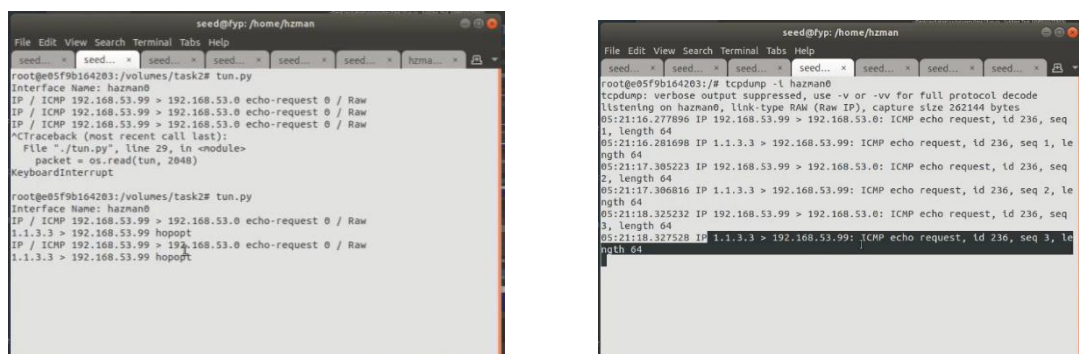 seed@fyp: /home/hzman
File Edit View Search Terminal Tabs Help
seed... × seed... × seed... × seed... × seed... × seed... × hzma... ×
root@e05f9b164203:/volumes/task2# tun.py
Interface Name: hazman0
IP / ICMP 192.168.53.99 > 192.168.53.0 echo-request 0 / Raw
IP / ICMP 192.168.53.99 > 192.168.53.0 echo-request 0 / Raw
IP / ICMP 192.168.53.99 > 192.168.53.0 echo-request 0 / Raw
^CTraceback (most recent call last):
File "./tun.py", line 29, in <module>
packet = os.read(tun, 2048)
KeyboardInterrupt
root@e05f9b164203:/volumes/task2# tun.py
Interface Name: hazman0
IP / ICMP 192.168.53.99 > 192.168.53.0 echo-request 0 / Raw
1.1.3.3 > 192.168.53.99 hopopt
IP / ICMP 192.168.53.99 > 192.168.53.0 echo-request 0 / Raw
1.1.3.3 > 192.168.53.99 hopopt
seed@fyp: /home/hzman
File Edit View Search Terminal Tabs Help
seed... × seed... × seed... × seed... × seed... × seed... × seed... ×
root@e05f9b164203:/# tcpdump -i hazman0
tcpdump: verbose output suppressed, use -v or -vv for full protocol decode
listening on hazman0, link-type RAW (Raw IP), capture size 262144 bytes
05:21:16.277896 IP 192.168.53.99 > 192.168.53.0: ICMP echo request, id 236, seq
1, length 64
05:21:16.281698 IP 1.1.3.3 > 192.168.53.99: ICMP echo request, id 236, seq 1, le
ngth 64
05:21:17.305223 IP 192.168.53.99 > 192.168.53.0: ICMP echo request, id 236, seq
2, length 64
05:21:17.306816 IP 1.1.3.3 > 192.168.53.99: ICMP echo request, id 236, seq 2, le
ngth 64
05:21:18.325232 IP 192.168.53.99 > 192.168.53.0: ICMP echo request, id 236, seq
3, length 64
05:21:18.327528 IP 1.1.3.3 > 192.168.53.99: ICMP echo request, id 236, seq 3, le
ngth 64